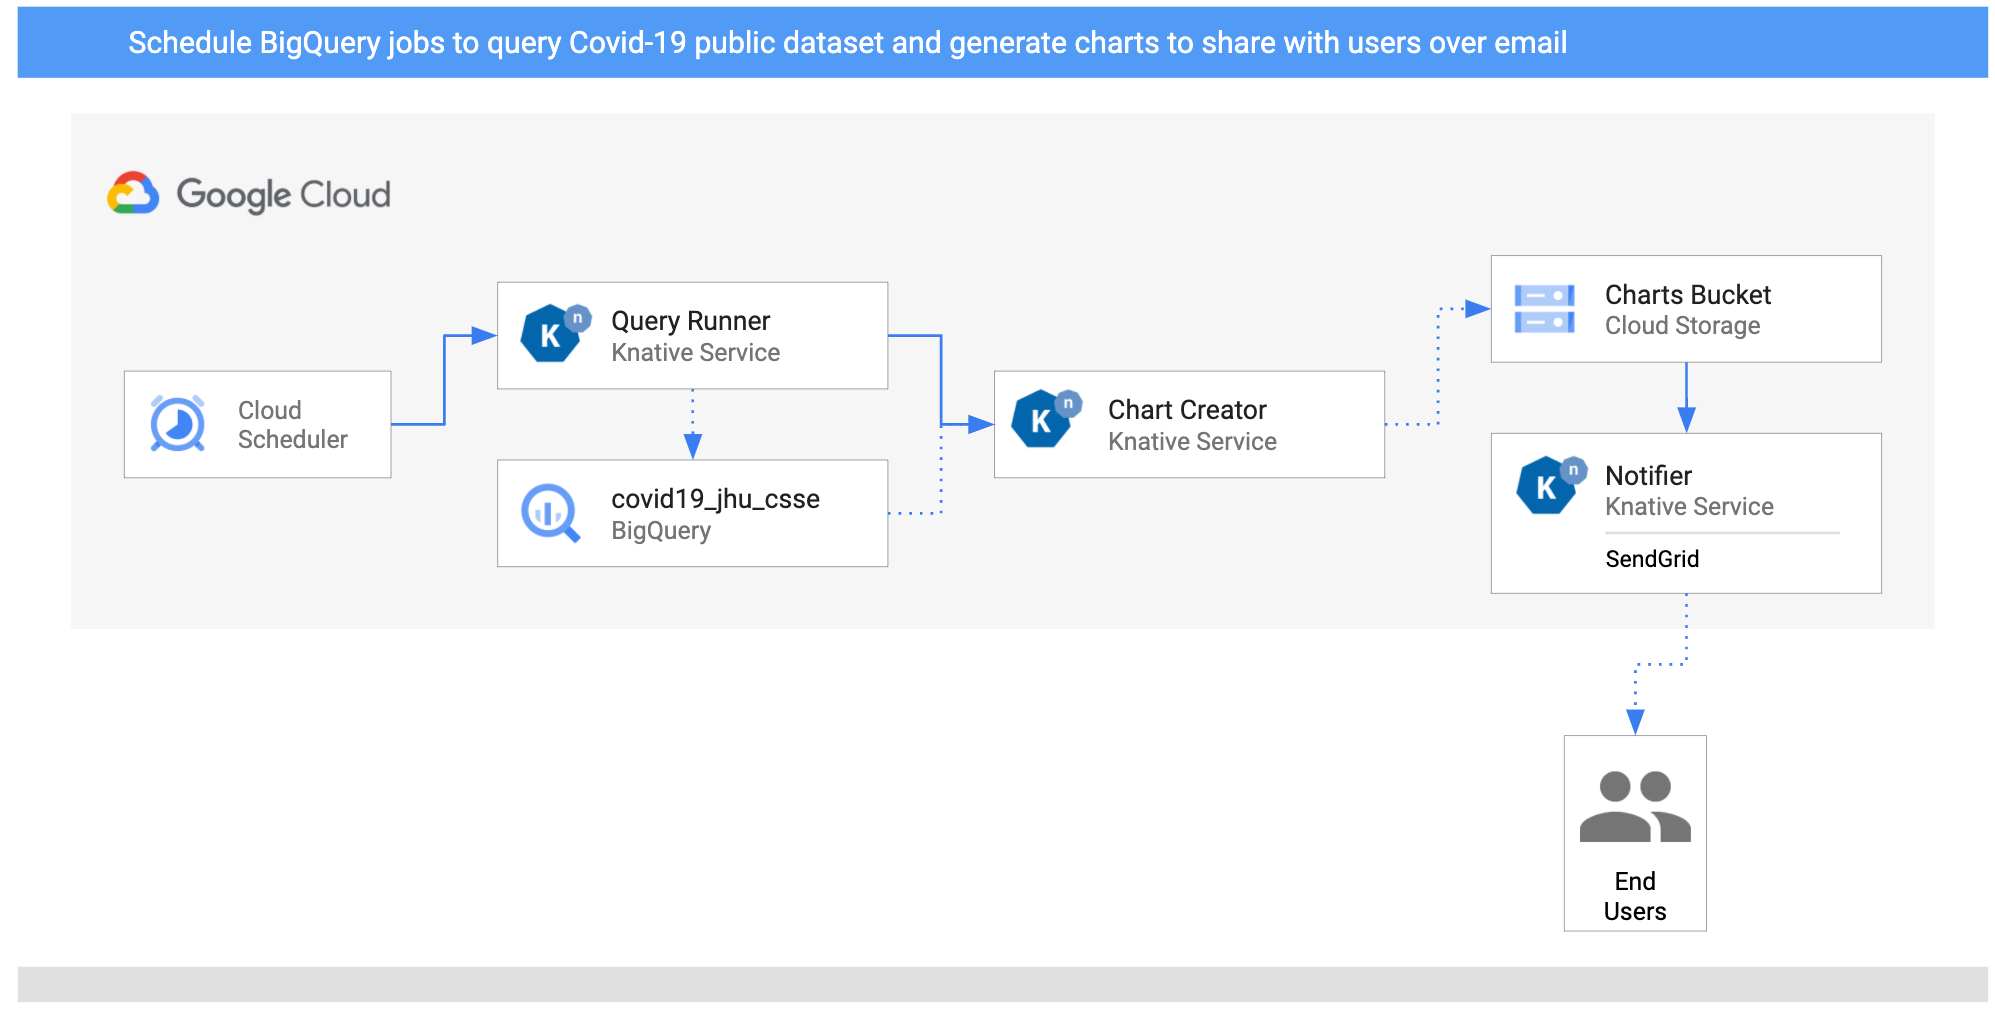 Schedule BigQuery jobs to query Covid-19 public dataset and generate charts to share with users over email
Google Cloud
Cloud
Scheduler
K n
Query Runner
Knative Service
covid19_jhu_csse
BigQuery
K n
Chart Creator
Knative Service
Charts Bucket
Cloud Storage
K n
Notifier
Knative Service
SendGrid
End
Users